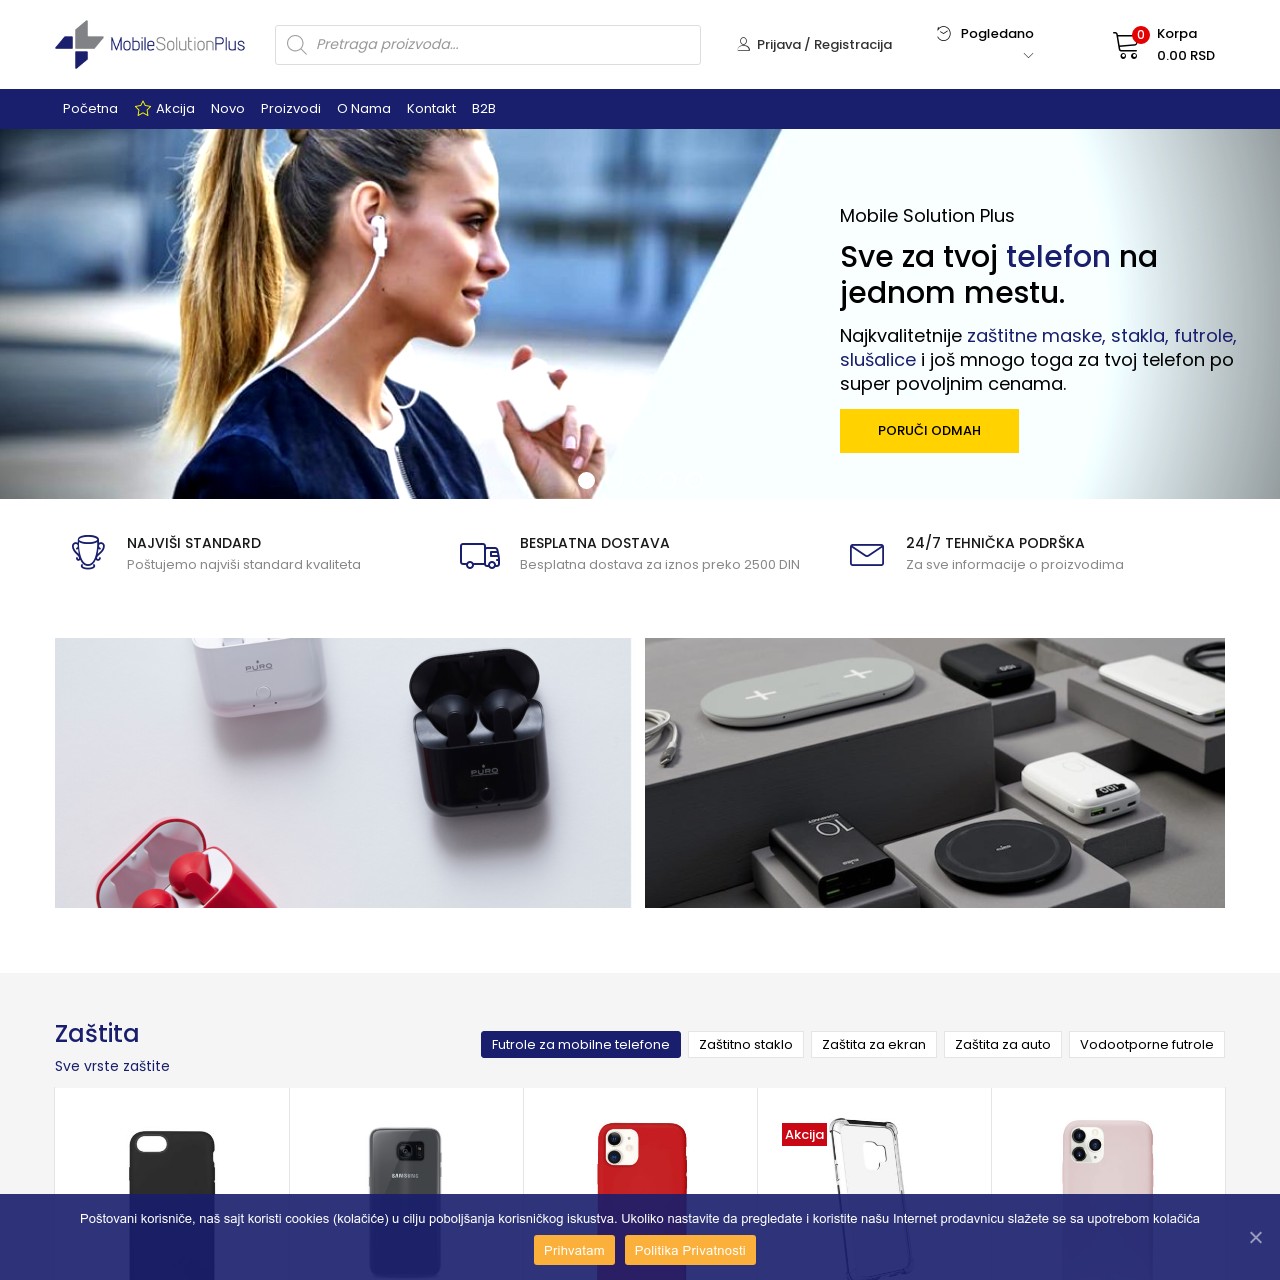 MobileSolutionPlus
Pretraga proizvoda...
Prijava / Registracija
Pogledano
0
Korpa
0.00 RSD
Početna
Akcija
Novo
Proizvodi
O Nama
Kontakt
B2B
Mobile Solution Plus
Sve za tvoj telefon na
jednom mestu.
Najkvalitetnije zaštitne maske, stakla, futrole,
slušalice i još mnogo toga za tvoj telefon po
super povoljnim cenama.
PORUČI ODMAH
NAJVIŠI STANDARD
Poštujemo najviši standard kvaliteta
BESPLATNA DOSTAVA
Besplatna dostava za iznos preko 2500 DIN
24/7 TEHNIČKA PODRŠKA
Za sve informacije o proizvodima
PURO
PURO
10
100
Zaštita
Sve vrste zaštite
Futrole za mobilne telefone
Zaštitno staklo
Zaštita za ekran
Zaštita za auto
Vodootporne futrole
SAMSUNG
Akcija
Poštovani korisniče, naš sajt koristi cookies (kolačiće) u cilju poboljšanja korisničkog iskustva. Ukoliko nastavite da pregledate i koristite našu Internet prodavnicu slažete se sa upotrebom kolačića
Prihvatam
Politika Privatnosti